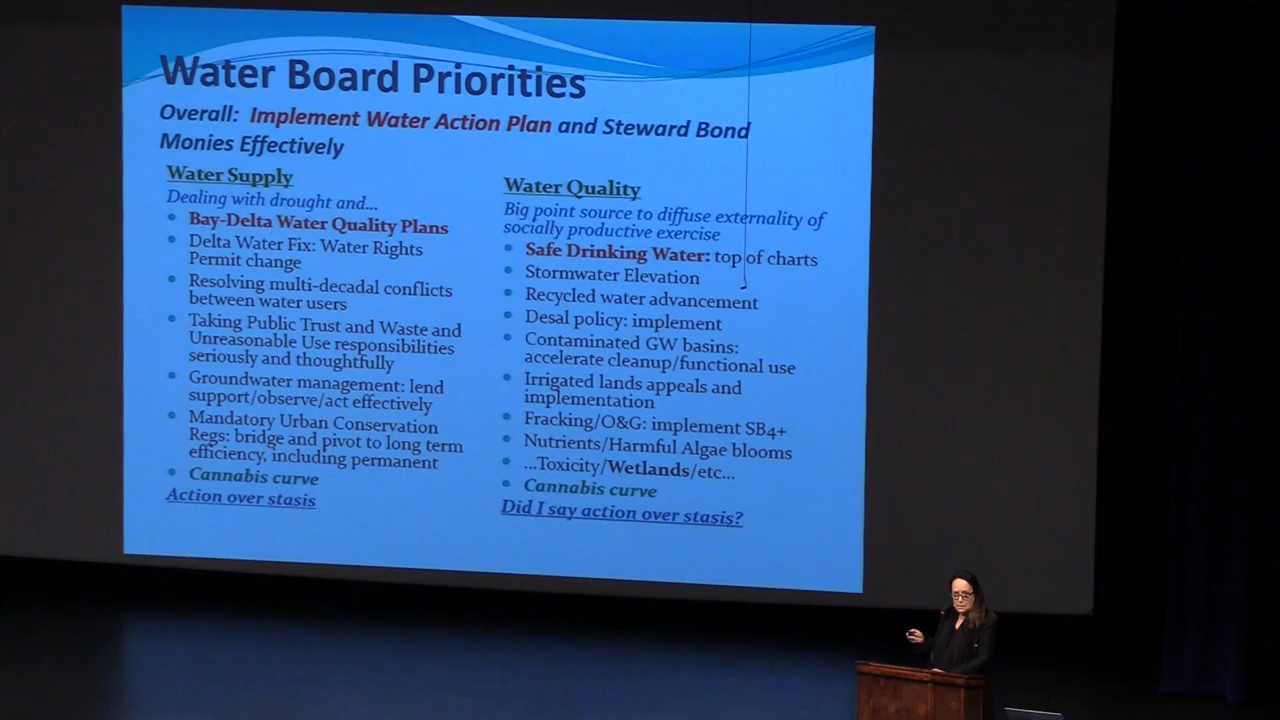 Water Board Priorities
Overall: Implement Water Action Plan and Steward Bond
Monies Effectively
Water Supply
Dealing with drought and...
Bay-Delta Water Quality Plans
Delta Water Fix: Water Rights
Permit change
Resolving multi-decadal conflicts
between water users
Taking Public Trust and Waste and
Unreasonable Use responsibilities
seriously and thoughtfully
Groundwater management: lend
support/observe/act effectively
Mandatory Urban Conservation
Regs: bridge and pivot to long term
efficiency, including permanent
Cannabis curve
Action over stasis
Water Quality
Big point source to diffuse externality of
socially productive exercise
Safe Drinking Water: top of charts
Stormwater Elevation
Recycled water advancement
Desal policy: implement
Contaminated GW basins:
accelerate cleanup/functional use
Irrigated lands appeals and
implementation
Fracking/O&G: implement SB4+
Nutrients/Harmful Algae blooms
...Toxicity/Wetlands/etc...
Cannabis curve
Did I say action over stasis?